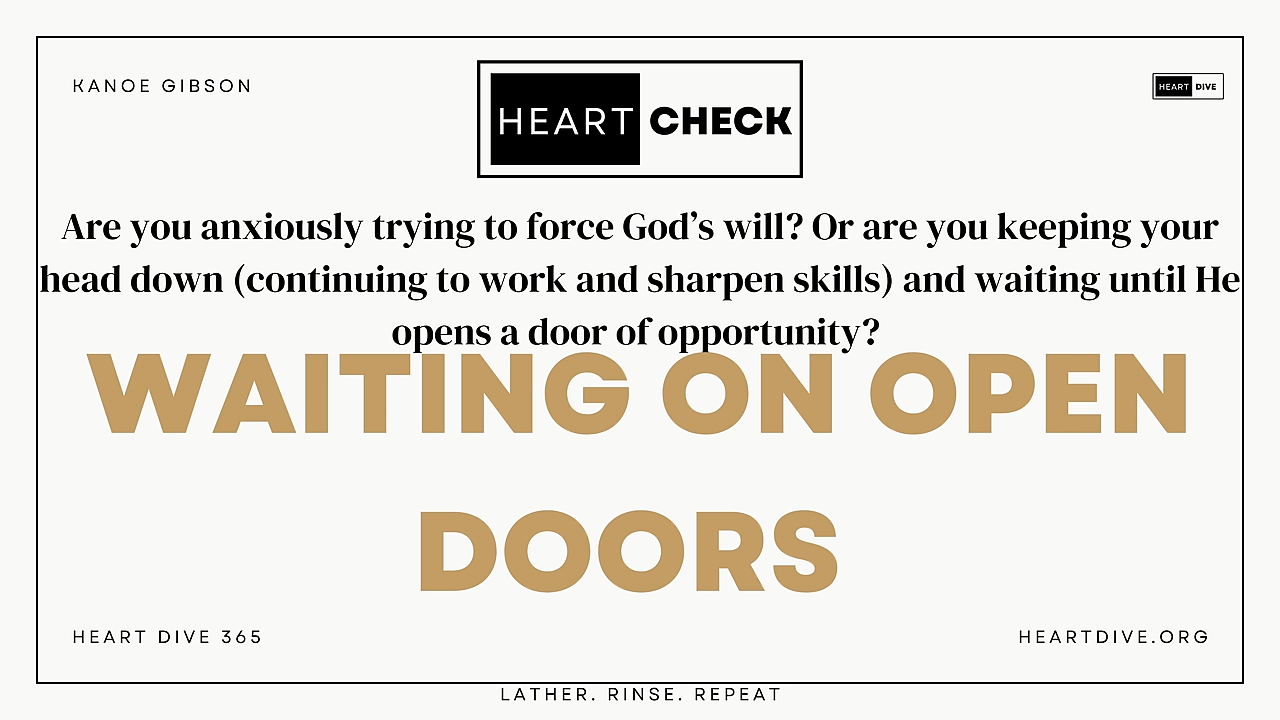 KANOE GIBSON
HEART CHECK
HEART DIVE
Are you anxiously trying to force God’s will? Or are you keeping your
head down (continuing to work and sharpen skills) and waiting until He
opens a door of opportunity?
WAITING ON OPEN
DOORS
HEART DIVE 365
HEARTDIVE.ORG
LATHER. RINSE. REPEAT